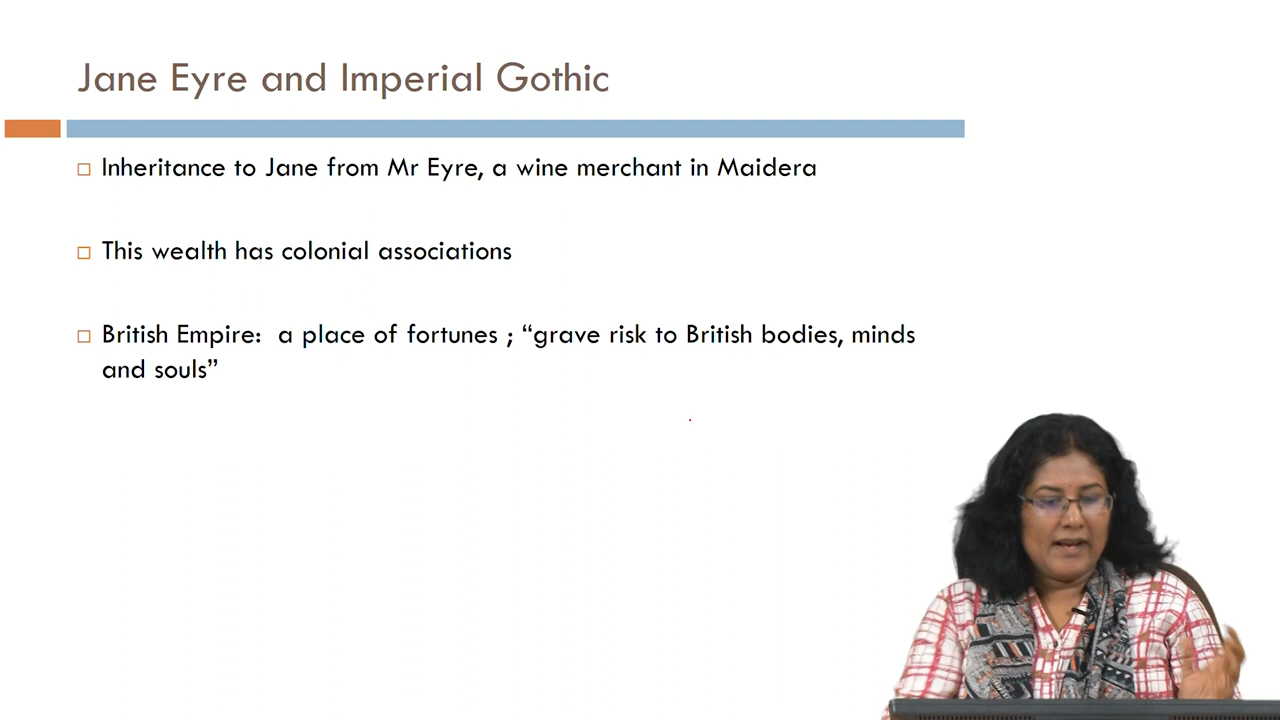 Jane Eyre and Imperial Gothic
Inheritance to Jane from Mr Eyre, a wine merchant in Maidera
This wealth has colonial associations
British Empire:  a place of fortunes ; “grave risk to British bodies, minds
and souls”